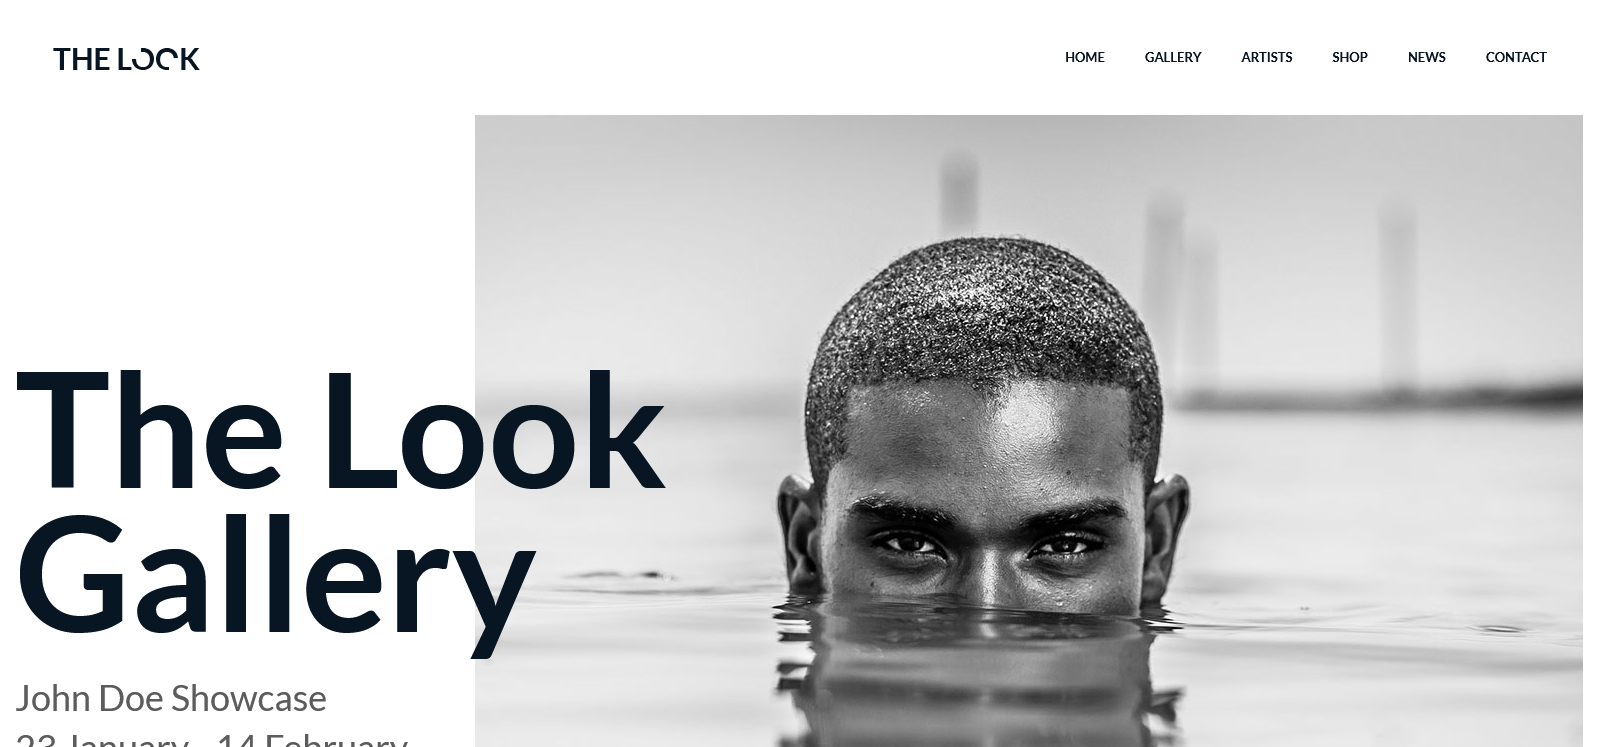 THE LOOK
HOME GALLERY ARTISTS SHOP NEWS CONTACT
The Look
Gallery
John Doe Showcase
23 January - 14 February